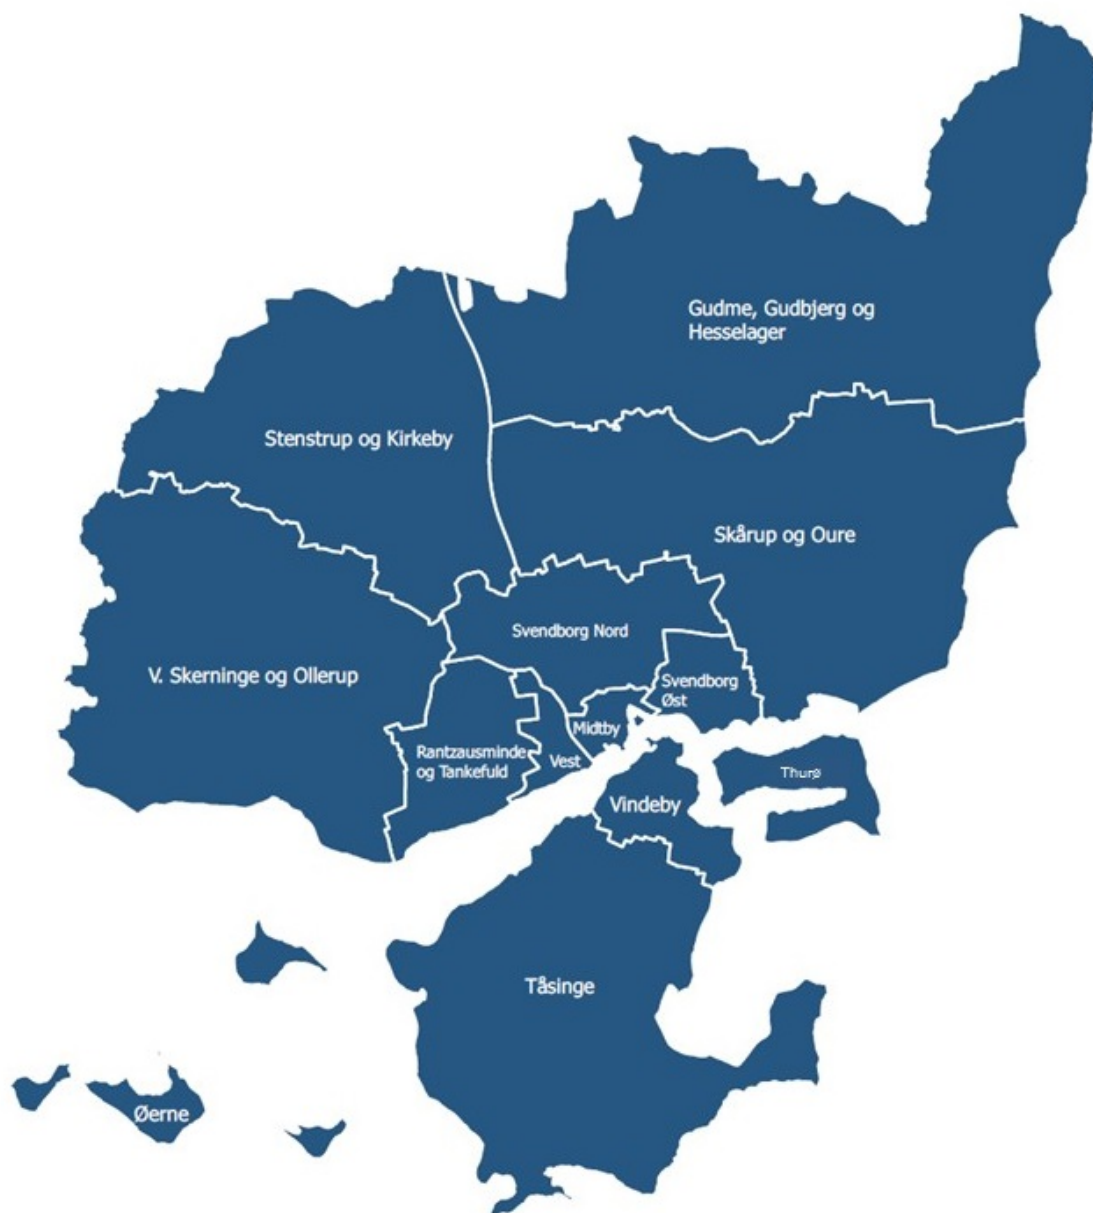 Gudme, Gudbjerg og
Hesselager
Stenstrup og Kirkeby
Skårup og Oure
Svendborg Nord
V. Skerninge og Ollerup
Svendborg
Øst
Midtby
Rantzausminde
og Tankefuld
Vest
Thurø
Vindeby
Tåsinge
Øerne